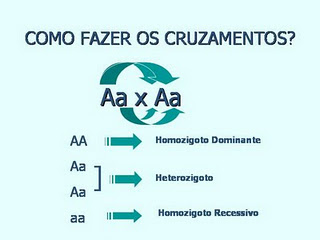 COMO FAZER OS CRUZAMENTOS?
Aa x Aa
AA Homozigoto Dominante
Aa
Heterozigoto
Aa
aa Homozigoto Recessivo